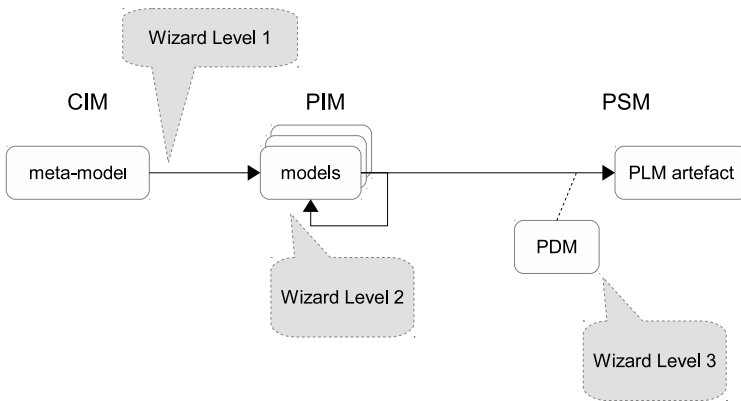 Wizard Level 1
CIM
PIM
PSM
meta-model
models
PLM artefact
PDM
Wizard Level 2
Wizard Level 3